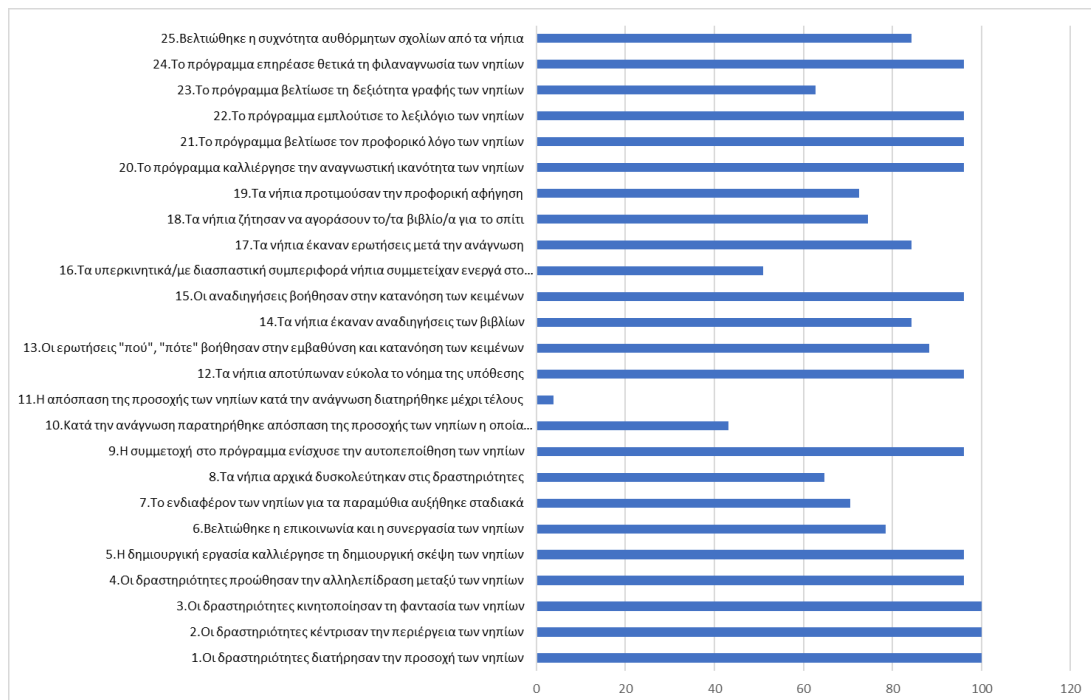 25.Βελτιώθηκε η συχνότητα αυθόρμητων σχολίων από τα νήπια
24.Το πρόγραμμα επηρέασε θετικά τη φιλαναγνωσία των νηπίων
23.Το πρόγραμμα βελτίωσε τη δεξιότητα γραφής των νηπίων
22.Το πρόγραμμα εμπλούτισε το λεξιλόγιο των νηπίων
21.Το πρόγραμμα βελτίωσε τον προφορικό λόγο των νηπίων
20.Το πρόγραμμα καλλιέργησε την αναγνωστική ικανότητα των νηπίων
19.Τα νήπια προτιμούσαν την προφορική αφήγηση
18.Τα νήπια ζήτησαν να αγοράσουν το/τα βιβλίο/α για το σπίτι
17.Τα νήπια έκαναν ερωτήσεις μετά την ανάγνωση
16.Τα υπερκινητικά/με διασπαστική συμπεριφορά νήπια συμμετείχαν ενεργά στο...
15.Οι αναδιηγήσεις βοήθησαν στην κατανόηση των κειμένων
14.Τα νήπια έκαναν αναδιηγήσεις των βιβλίων
13.Οι ερωτήσεις "πού", "πότε" βοήθησαν στην εμβαθύνση και κατανόηση των κειμένων
12.Τα νήπια αποτύπωναν εύκολα το νόημα της υπόθεσης
11.Η απόσπαση της προσοχής των νηπίων κατά την ανάγνωση διατηρήθηκε μέχρι τέλους
10.Κατά την ανάγνωση παρατηρήθηκε απόσπαση της προσοχής των νηπίων η οποία...
9.Η συμμετοχή στο πρόγραμμα ενίσχυσε την αυτοπεποίθηση των νηπίων
8.Τα νήπια αρχικά δυσκολεύτηκαν στις δραστηριότητες
7.Το ενδιαφέρον των νηπίων για τα παραμύθια αυξήθηκε σταδιακά
6.Βελτιώθηκε η επικοινωνία και η συνεργασία των νηπίων
5.Η δημιουργική εργασία καλλιέργησε τη δημιουργική σκέψη των νηπίων
4.Οι δραστηριότητες προώθησαν την αλληλεπίδραση μεταξύ των νηπίων
3.Οι δραστηριότητες κινητοποίησαν τη φαντασία των νηπίων
2.Οι δραστηριότητες κέντρισαν την περιέργεια των νηπίων
1.Οι δραστηριότητες διατήρησαν την προσοχή των νηπίων
0 20 40 60 80 100 120